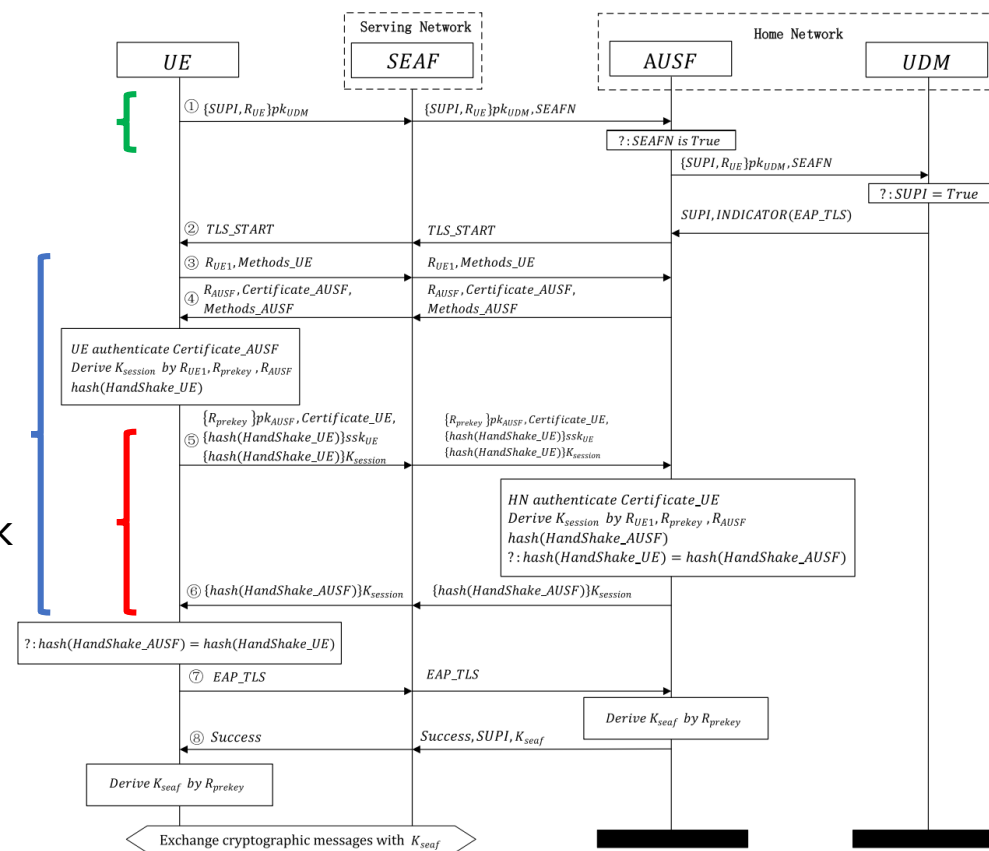 Serving Network
Home Network
UE
SEAF
AUSF
UDM
① {SUPI, R_UE}pk_UDM
{SUPI, R_UE}pk_UDM, SEAFN
?: SEAFN is True
{SUPI, R_UE}pk_UDM, SEAFN
?: SUPI = True
SUPI, INDICATOR(EAP_TLS)
② TLS_START
TLS_START
③ R_UE1, Methods_UE
R_UE1, Methods_UE
④ R_AUSF, Certificate_AUSF,
Methods_AUSF
R_AUSF, Certificate_AUSF,
Methods_AUSF
UE authenticate Certificate_AUSF
Derive K_session by R_UE1, R_prekey , R_AUSF
hash(HandShake_UE)
⑤ {R_prekey }pk_AUSF, Certificate_UE,
{hash(HandShake_UE)}ssk_UE
{hash(HandShake_UE)}K_session
{R_prekey }pk_AUSF, Certificate_UE,
{hash(HandShake_UE)}ssk_UE
{hash(HandShake_UE)}K_session
k
HN authenticate Certificate_UE
Derive K_session by R_UE1, R_prekey , R_AUSF
hash(HandShake_AUSF)
?: hash(HandShake_UE) = hash(HandShake_AUSF)
⑥ {hash(HandShake_AUSF)}K_session
{hash(HandShake_AUSF)}K_session
?: hash(HandShake_AUSF) = hash(HandShake_UE)
⑦ EAP_TLS
EAP_TLS
Derive K_seaf by R_prekey
⑧ Success
Success, SUPI, K_seaf
Derive K_seaf by R_prekey
Exchange cryptographic messages with K_seaf